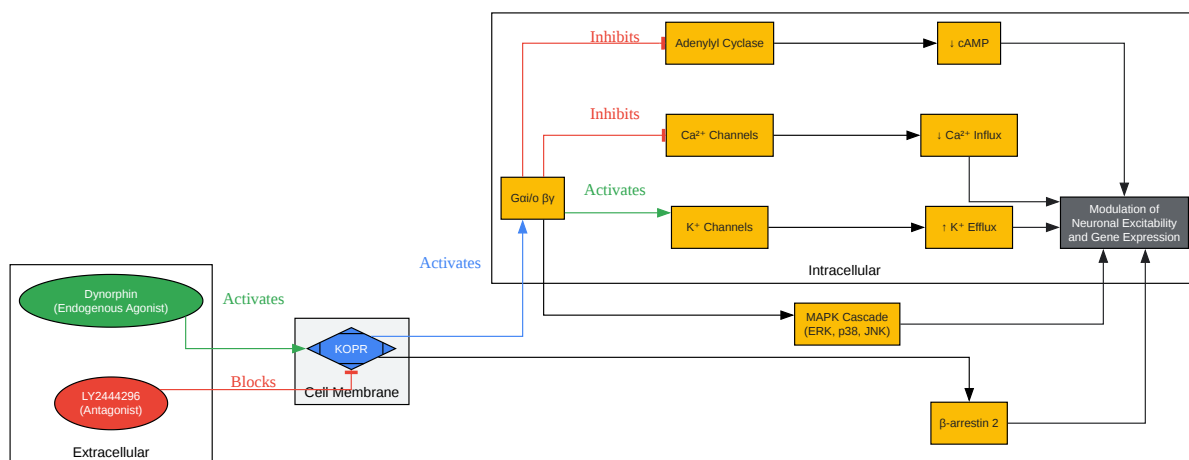 Inhibits
Adenylyl Cyclase
↓ cAMP
Inhibits
Ca²⁺ Channels
↓ Ca²⁺ Influx
Activates
Gαi/o βγ
K⁺ Channels
↑ K⁺ Efflux
Modulation of
Neuronal Excitability
and Gene Expression
Intracellular
Activates
Dynorphin
(Endogenous Agonist)
Activates
MAPK Cascade
(ERK, p38, JNK)
KOPR
Blocks
Cell Membrane
LY2444296
(Antagonist)
β-arrestin 2
Extracellular